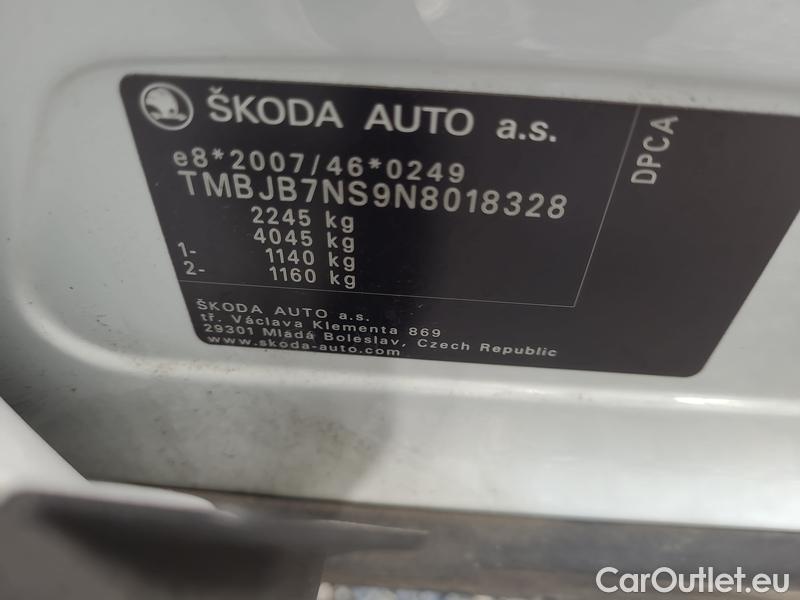 ŠKODA AUTO a.s.
DPCA
e8*2007/46*0249
TMBJB7NS9N8018328
2245 kg
4045 kg
1- 1140 kg
2- 1160 kg
ŠKODA AUTO a.s.
tř. Václava Klementa 869
29301 Mladá Boleslav, Czech Republic
www.skoda-auto.com
CarOutlet.eu